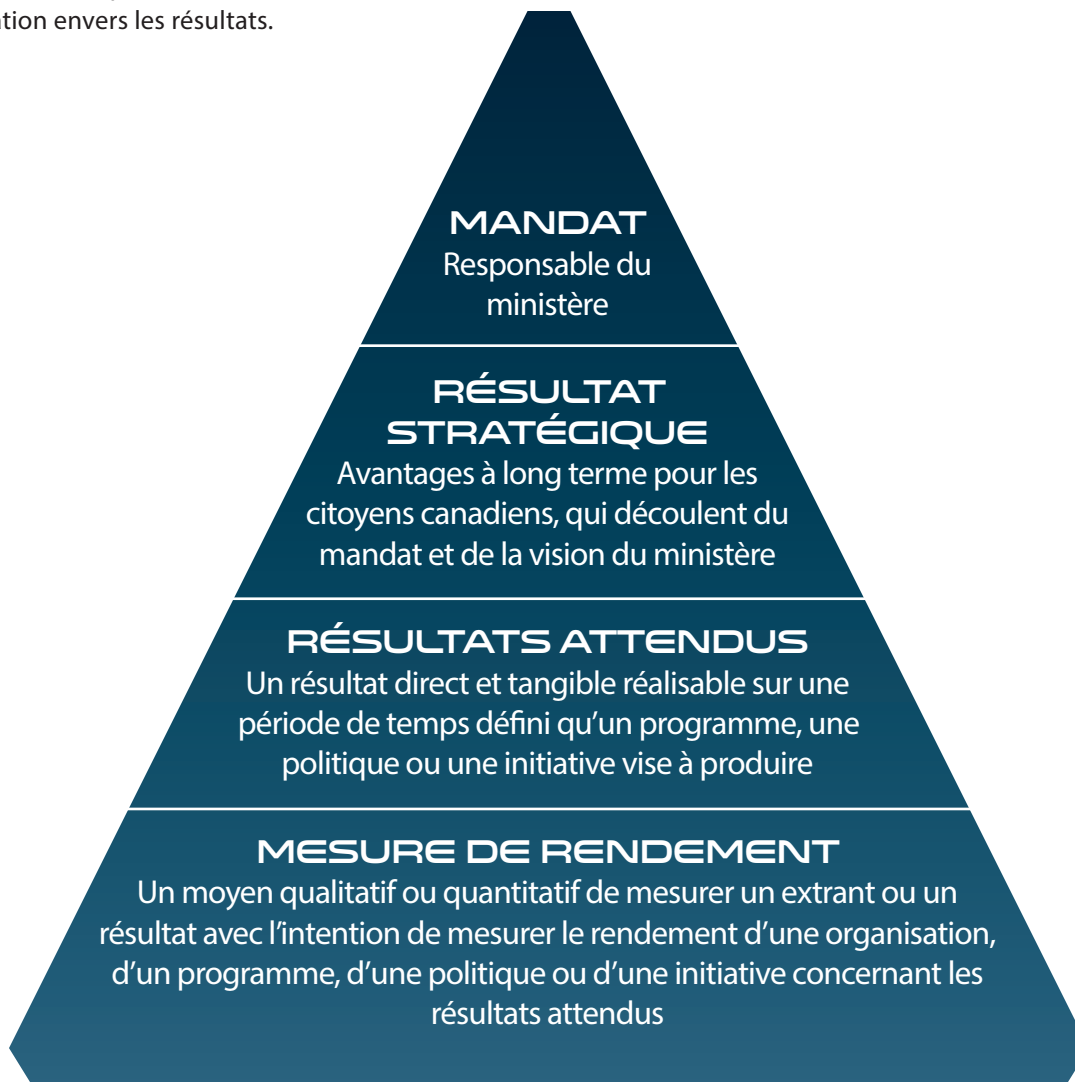 envers les résultats.
MANDAT
Responsable du
ministère
RÉSULTAT
STRATÉGIQUE
Avantages à long terme pour les
citoyens canadiens, qui découlent du
mandat et de la vision du ministère
RÉSULTATS ATTENDUS
Un résultat direct et tangible réalisable sur une
période de temps défini qu’un programme, une
politique ou une initiative vise à produire
MESURE DE RENDEMENT
Un moyen qualitatif ou quantitatif de mesurer un extrant ou un
résultat avec l’intention de mesurer le rendement d’une organisation,
d’un programme, d’une politique ou d’une initiative concernant les
résultats attendus